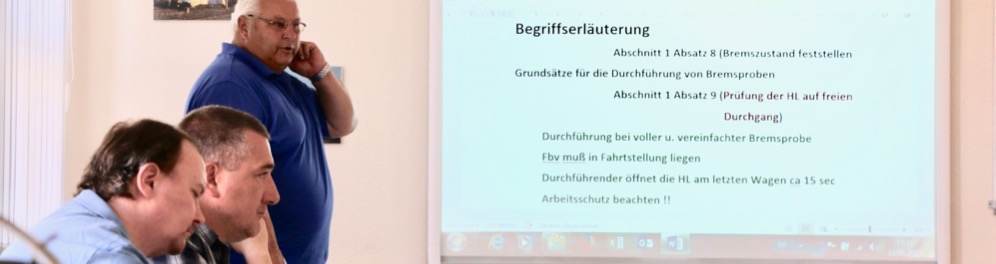 Begriffserläuterung
Abschnitt 1 Absatz 8 (Bremszustand feststellen
Grundsätze für die Durchführung von Bremsproben
Abschnitt 1 Absatz 9 (Prüfung der HL auf freien
Durchgang)
Durchführung bei voller u. vereinfachter Bremsprobe
Fbv muß in Fahrtstellung liegen
Durchführender öffnet die HL am letzten Wagen ca 15 sec
Arbeitsschutz beachten !!